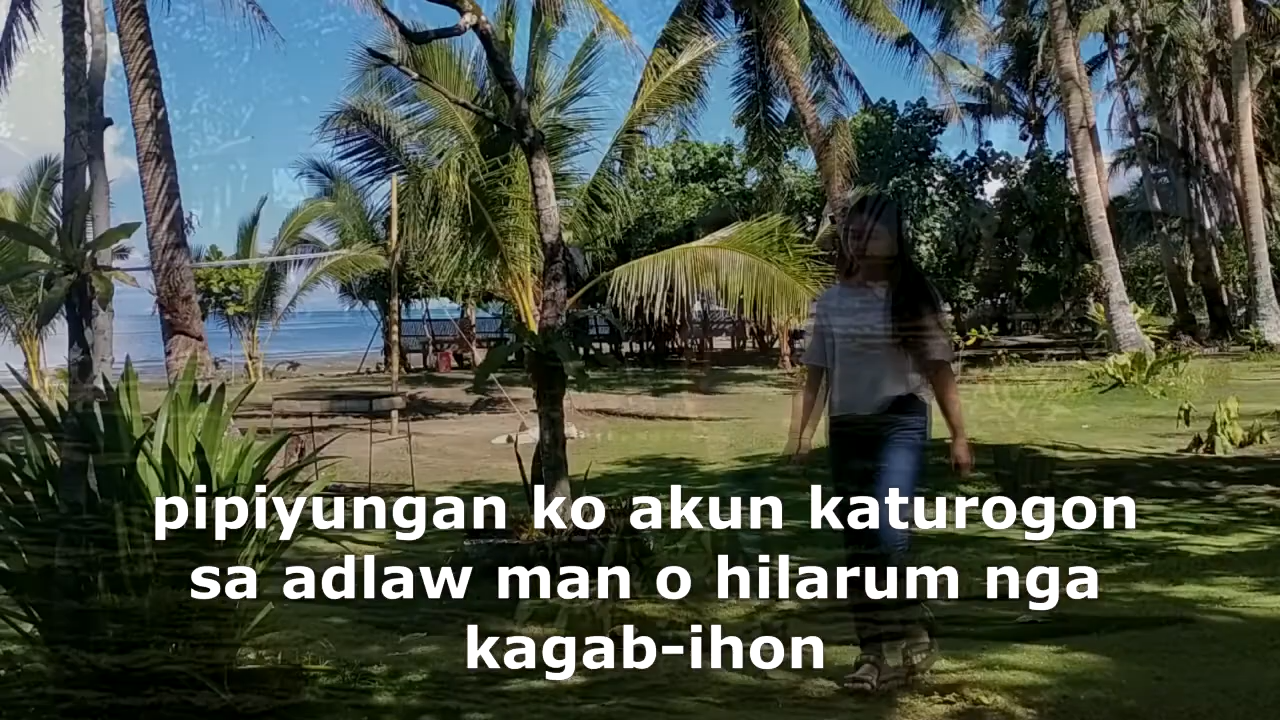 pipiyungan ko akun katurogon
sa adlaw man o hilarum nga
kagab-ihon